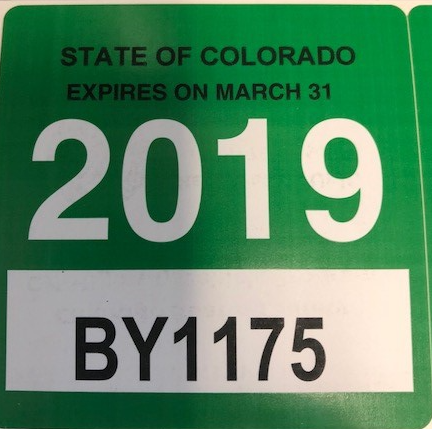 STATE OF COLORADO
EXPIRES ON MARCH 31
2019
BY1175